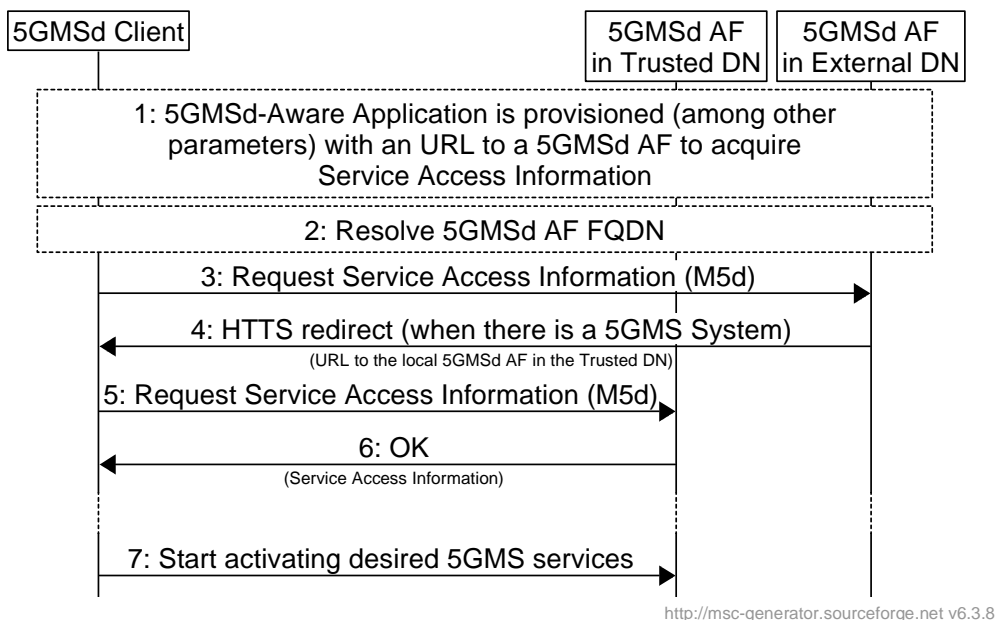 5GMSd Client
5GMSd AF
in Trusted DN
5GMSd AF
in External DN
1: 5GMSd-Aware Application is provisioned (among other
parameters) with an URL to a 5GMSd AF to acquire
Service Access Information
2: Resolve 5GMSd AF FQDN
3: Request Service Access Information (M5d)
4: HTTS redirect (when there is a 5GMS System)
(URL to the local 5GMSd AF in the Trusted DN)
5: Request Service Access Information (M5d)
6: OK
(Service Access Information)
7: Start activating desired 5GMS services
http://msc-generator.sourceforge.net v6.3.8